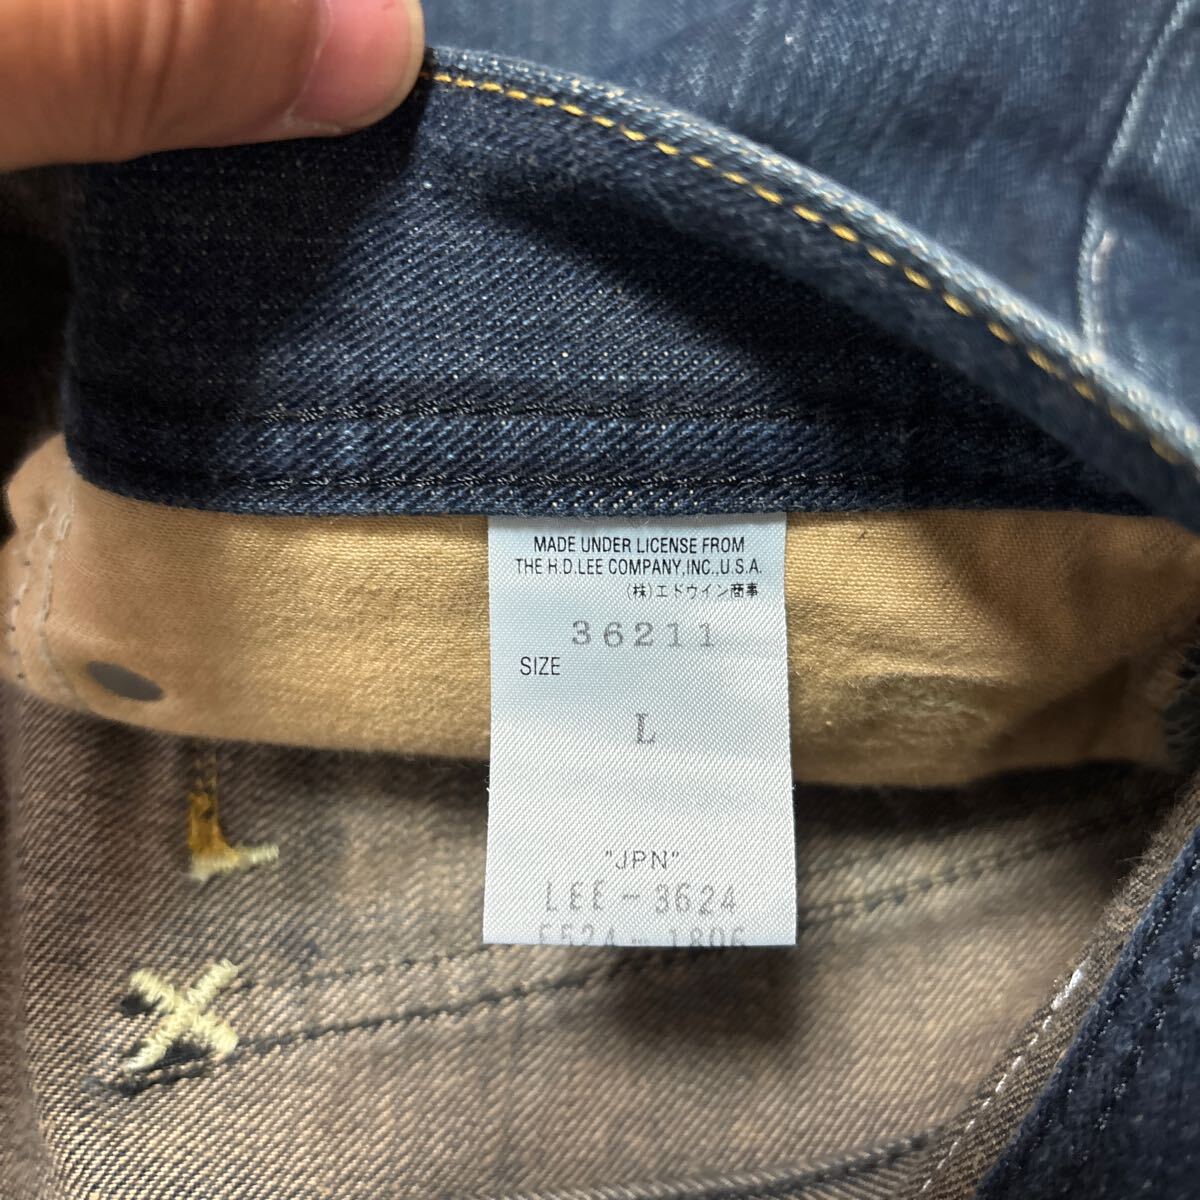 MADE UNDER LICENSE FROM
THE H.D.LEE COMPANY,INC.,U.S.A.
(株)エドウイン商事
36211
SIZE
L
"JPN"
LEE-3624